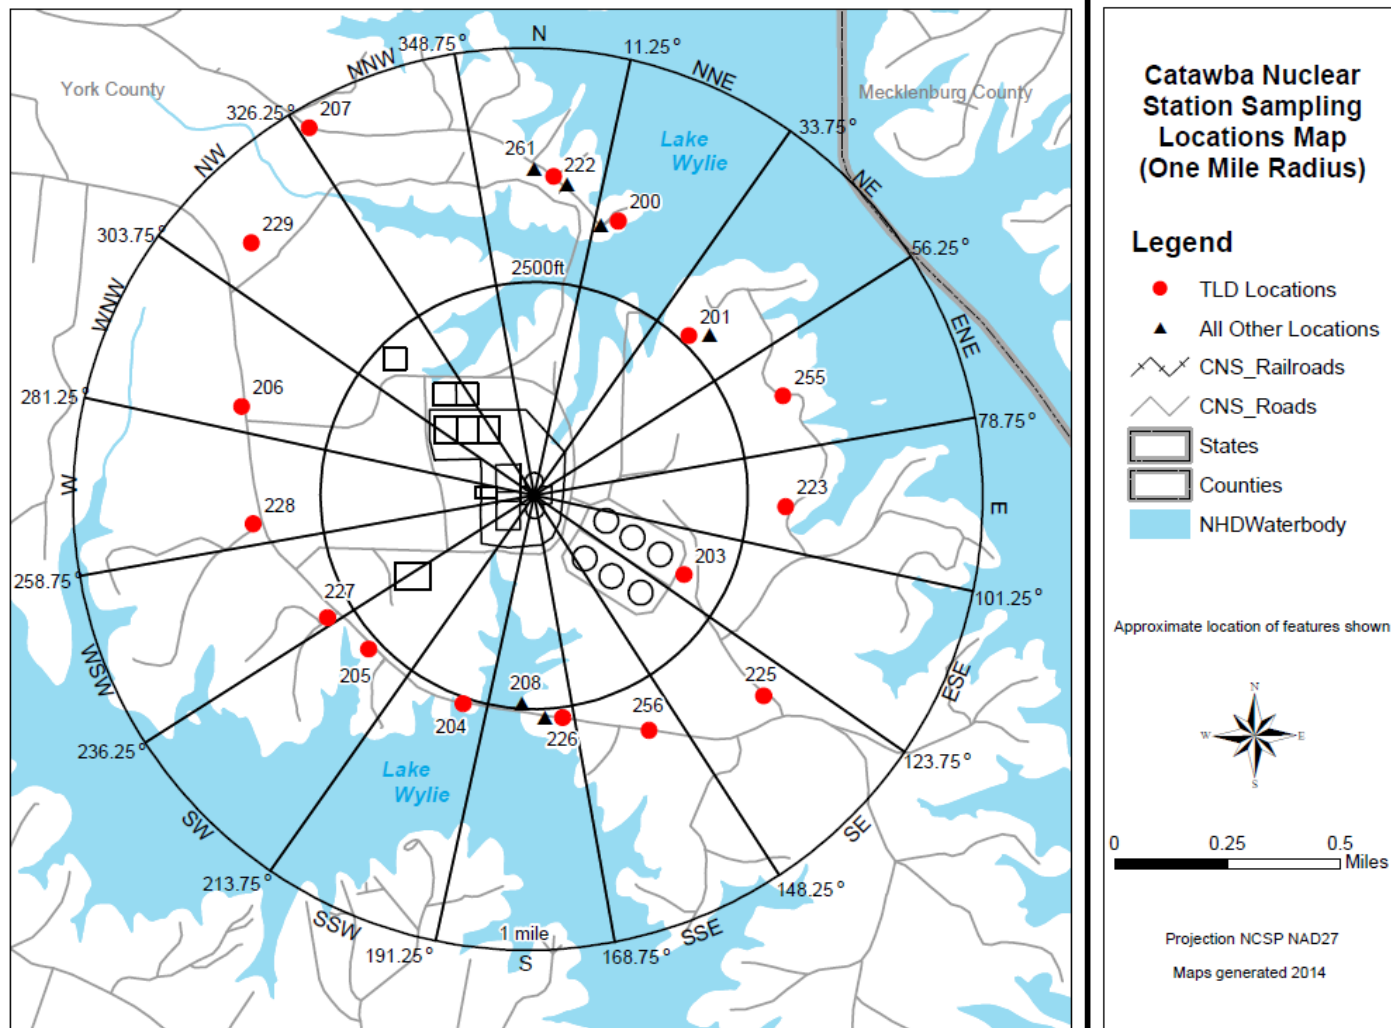 N
348.75°
11.25°
NNW
NNE
York County
Mecklenburg County
326.25°
207
33.75°
Lake
Wylie
261
222
NW
NE
200
229
303.75°
56.25°
2500ft
WNW
201
ENE
255
206
281.25°
78.75°
W
223
E
228
203
258.75°
227
101.25°
WSW
205
225
ESE
208
256
204
226
236.25°
123.75°
Lake
Wylie
SW
SE
213.75°
148.25°
SSW
1 mile
SSE
191.25°
S
168.75°
Catawba Nuclear
Station Sampling
Locations Map
(One Mile Radius)
Legend
TLD Locations
All Other Locations
CNS_Railroads
CNS_Roads
States
Counties
NHDWaterbody
Approximate location of features shown
N
W
E
S
0 0.25 0.5
Miles
Projection NCSP NAD27
Maps generated 2014